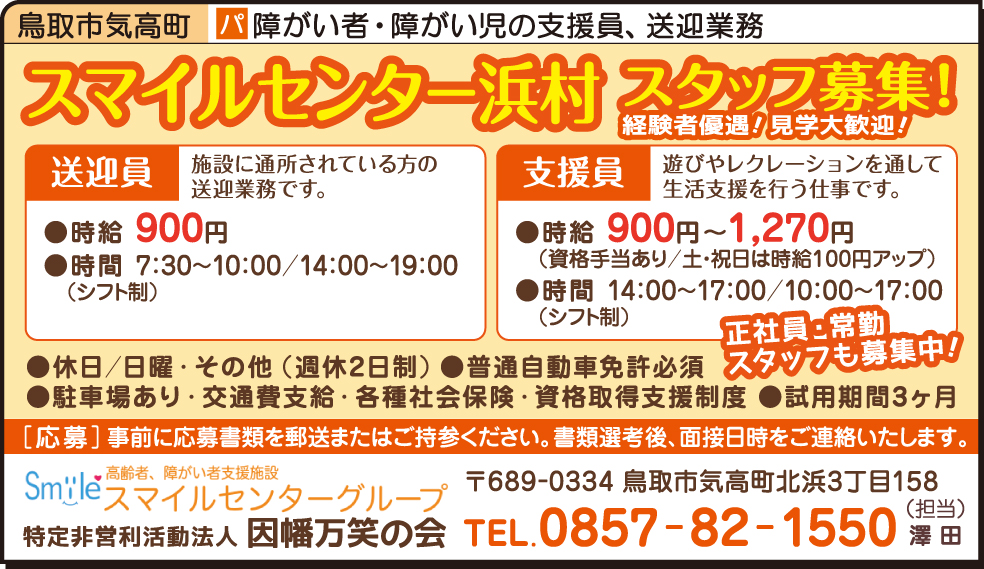 鳥取市気高町 パ 障がい者・障がい児の支援員、送迎業務
スマイルセンター浜村 スタッフ募集!
経験者優遇!見学大歓迎!
送迎員
施設に通所されている方の
送迎業務です。
●時給 900円
●時間 7:30〜10:00/14:00〜19:00
(シフト制)
支援員
遊びやレクレーションを通して
生活支援を行う仕事です。
●時給 900円〜1,270円
(資格手当あり/土・祝日は時給100円アップ)
●時間 14:00〜17:00/10:00〜17:00
(シフト制)
正社員・常勤
スタッフも募集中!
●休日/日曜・その他(週休2日制)●普通自動車免許必須
●駐車場あり・交通費支給・各種社会保険・資格取得支援制度 ●試用期間3ヶ月
[応募]事前に応募書類を郵送またはご持参ください。書類選考後、面接日時をご連絡いたします。
Smile 高齢者、障がい者支援施設
スマイルセンターグループ
特定非営利活動法人 因幡万笑の会
〒689-0334 鳥取市気高町北浜3丁目158
TEL.0857-82-1550 (担当)
澤田